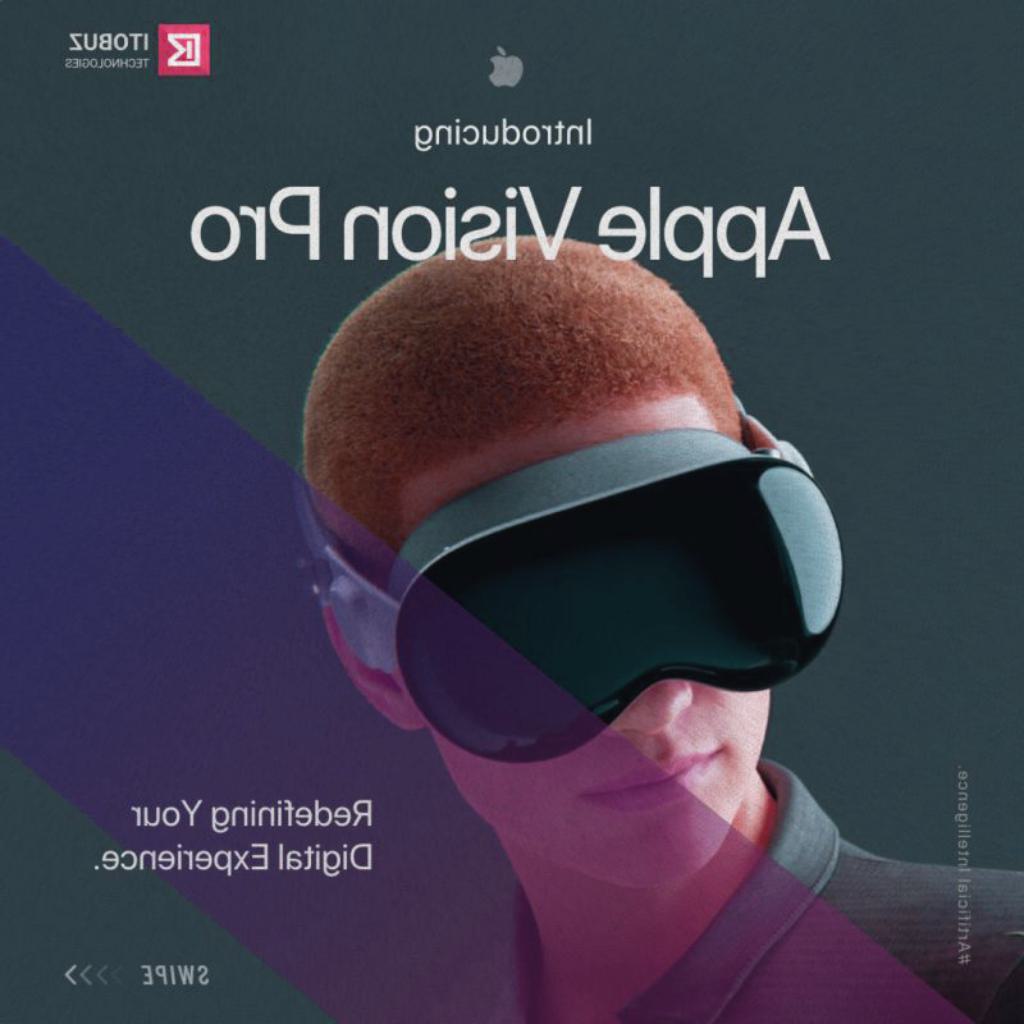 ITOBUZ
TECHNOLOGIES
Introducing
Apple Vision Pro
Redefining Your
Digital Experience.
#Artificial Intelligence.
SWIPE